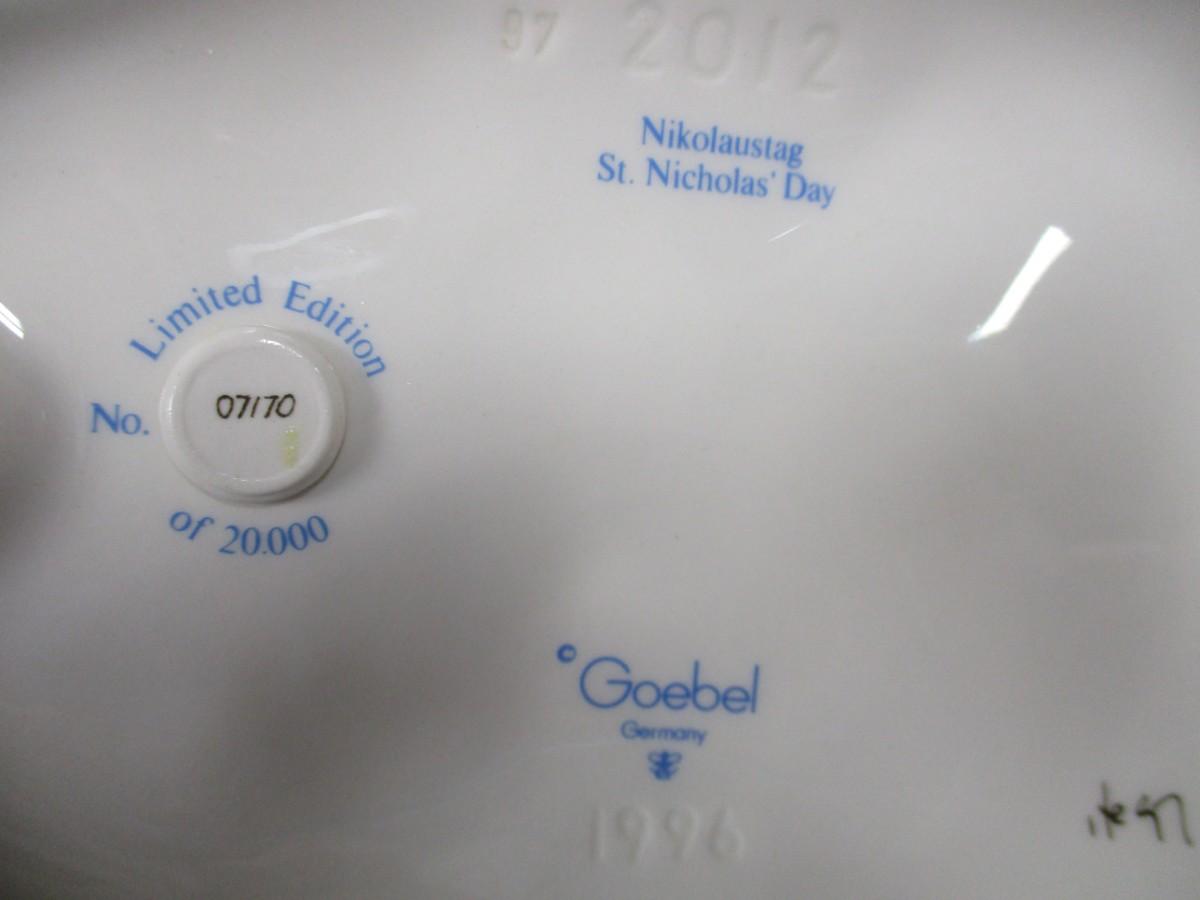 97 2012
Nikolaustag
St. Nicholas' Day
Limited Edition
No. 07170
of 20.000
© Goebel
Germany
1996